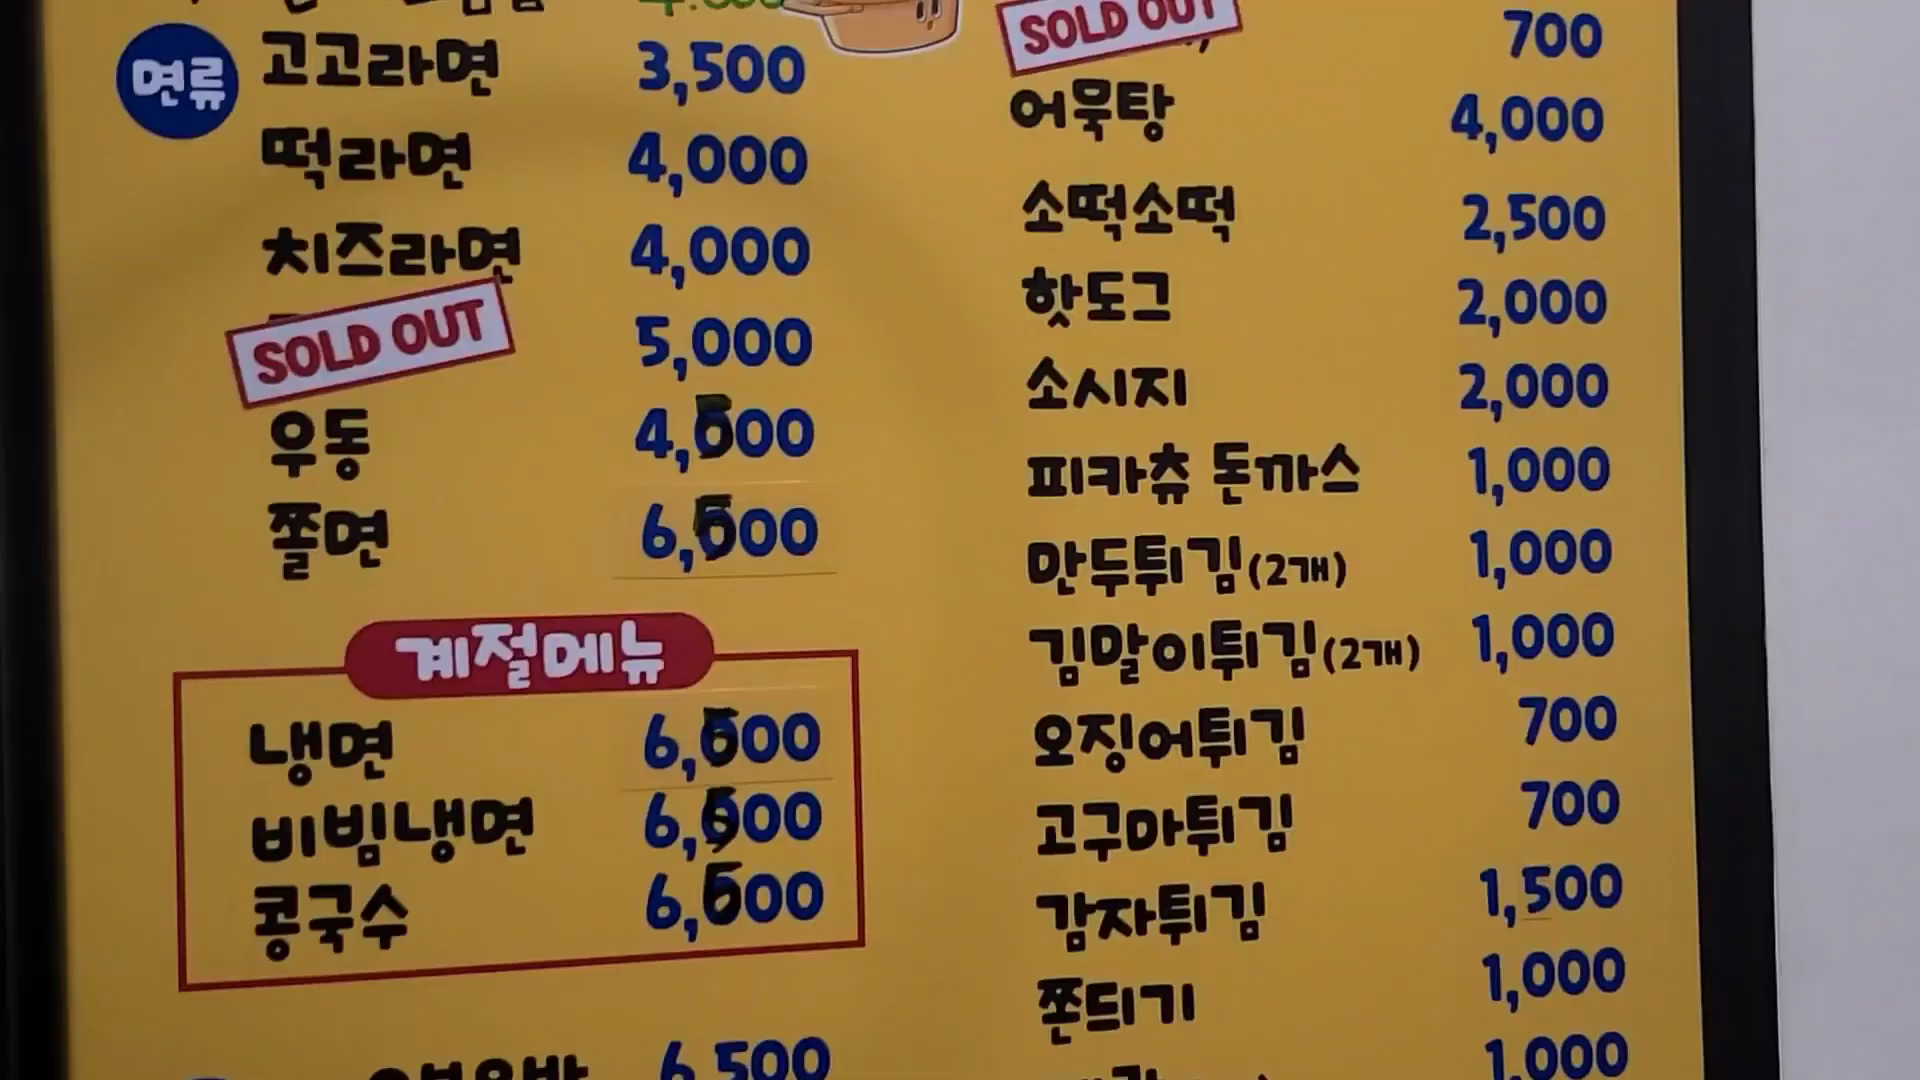 면류
고고라면 3,500
떡라면 4,000
치즈라면 4,000
SOLD OUT 5,000
우동 4,500
쫄면 6,500
계절메뉴
냉면 6,500
비빔냉면 6,500
콩국수 6,500
6,500
SOLD OUT 700
어묵탕 4,000
소떡소떡 2,500
핫도그 2,000
소시지 2,000
피카츄 돈까스 1,000
만두튀김(2개) 1,000
김말이튀김(2개) 1,000
오징어튀김 700
고구마튀김 700
감자튀김 1,500
쫀듸기 1,000
1,000